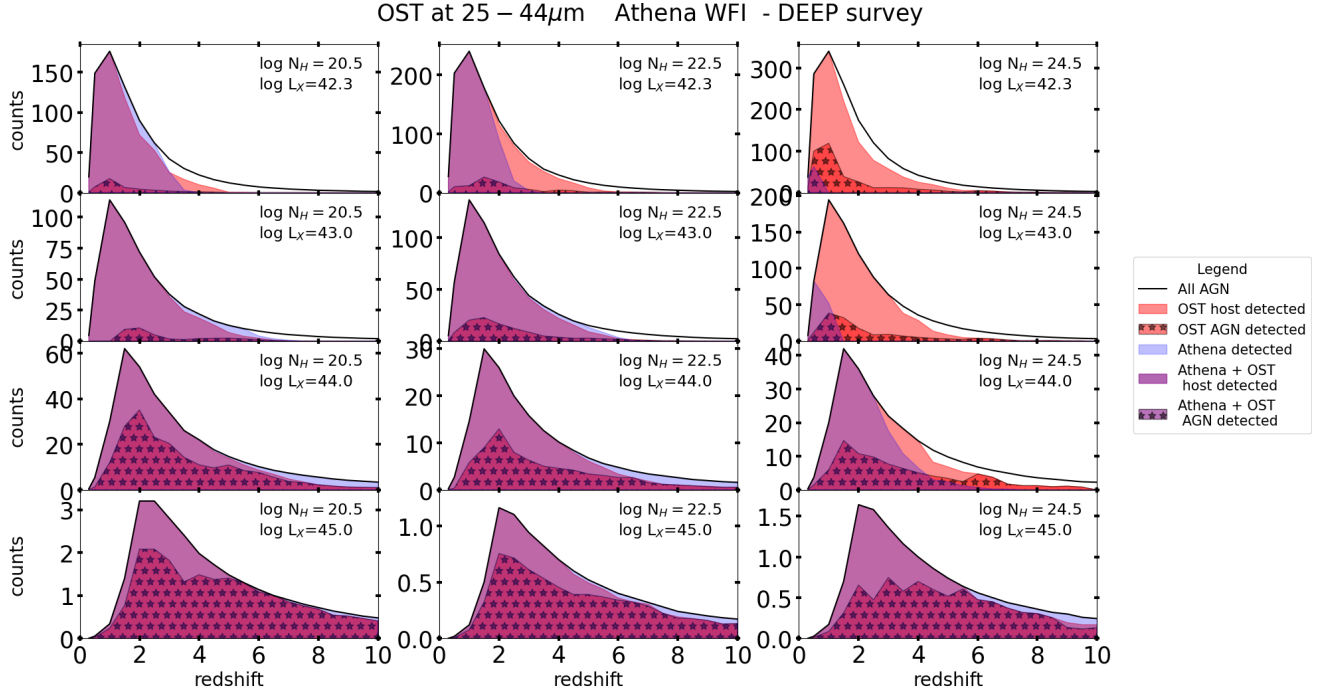 OST at 25 − 44μm Athena WFI - DEEP survey
counts
150
100
50
0
log N_H = 20.5
log L_X=42.3
200
100
0
log N_H = 22.5
log L_X=42.3
300
200
100
0
log N_H = 24.5
log L_X=42.3
counts
100
75
50
25
0
log N_H = 20.5
log L_X=43.0
100
50
0
log N_H = 22.5
log L_X=43.0
200
150
100
50
0
log N_H = 24.5
log L_X=43.0
counts
60
40
20
0
log N_H = 20.5
log L_X=44.0
30
20
10
0
log N_H = 22.5
log L_X=44.0
40
30
20
10
0
log N_H = 24.5
log L_X=44.0
counts
3
2
1
0
log N_H = 20.5
log L_X=45.0
1.0
0.5
0.0
log N_H = 22.5
log L_X=45.0
1.5
1.0
0.5
0.0
log N_H = 24.5
log L_X=45.0
0 2 4 6 8 10
0 2 4 6 8 10
0 2 4 6 8 10
redshift
redshift
redshift
Legend
All AGN
OST host detected
OST AGN detected
Athena detected
Athena + OST
host detected
Athena + OST
AGN detected